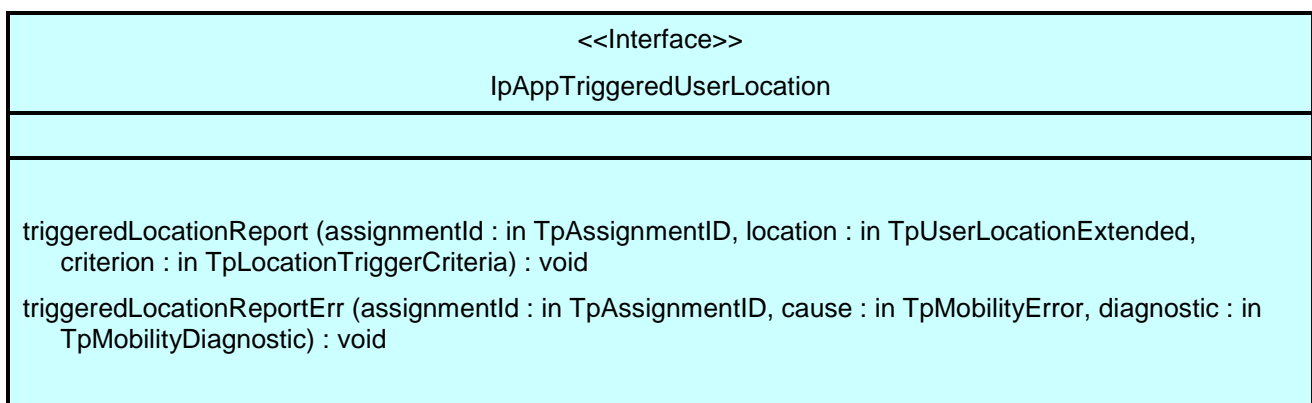 <<Interface>>
IpAppTriggeredUserLocation
triggeredLocationReport (assignmentId : in TpAssignmentID, location : in TpUserLocationExtended,
criterion : in TpLocationTriggerCriteria) : void
triggeredLocationReportErr (assignmentId : in TpAssignmentID, cause : in TpMobilityError, diagnostic : in
TpMobilityDiagnostic) : void